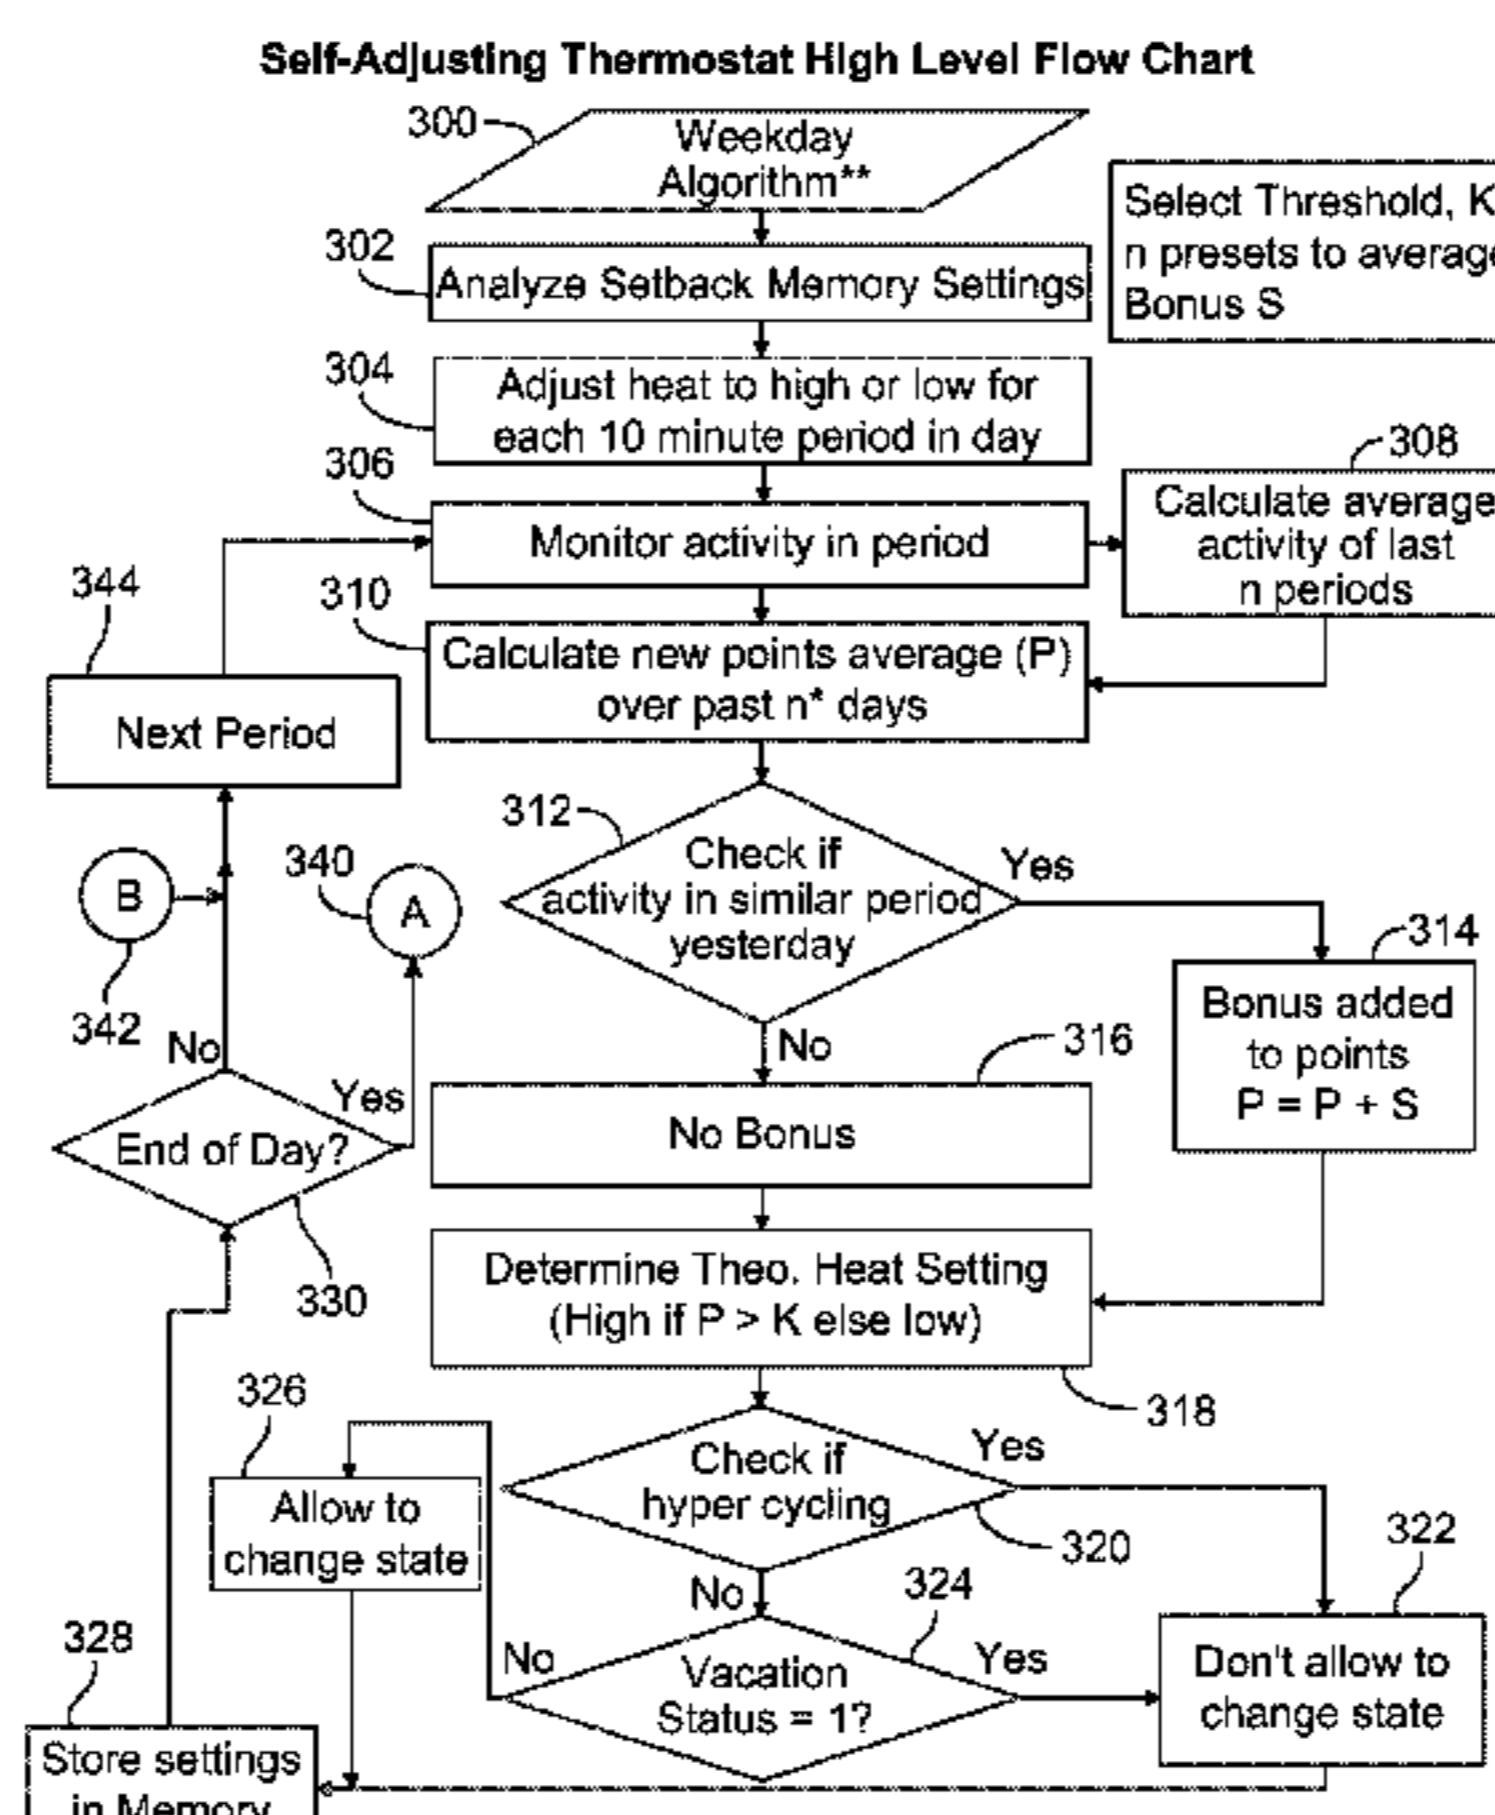 Self-Adjusting Thermostat High Level Flow Chart
300
Weekday
Algorithm**
Select Threshold, K
n presets to average
Bonus S
302
Analyze Setback Memory Settings
304
Adjust heat to high or low for
each 10 minute period in day
306
Monitor activity in period
308
Calculate average
activity of last
n periods
310
Calculate new points average (P)
over past n* days
344
Next Period
312
Check if
activity in similar period
yesterday
Yes
No
314
Bonus added
to points
P = P + S
316
No Bonus
B
342
340
A
No
Yes
End of Day?
330
Determine Theo. Heat Setting
(High if P > K else low)
318
Check if
hyper cycling
Yes
320
No
322
Don't allow to
change state
324
Vacation
Status = 1?
No
Yes
326
Allow to
change state
328
Store settings
in Memory